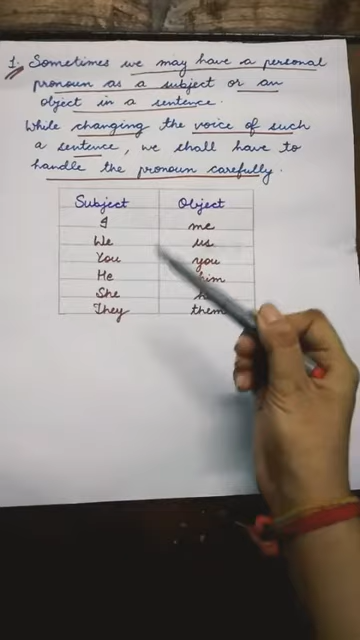 1. Sometimes we may have a personal
pronoun as a subject or an
object in a sentence.
While changing the voice of such
a sentence, we shall have to
handle the pronoun carefully.
Subject Object
I me
We us
You you
He him
She
They them